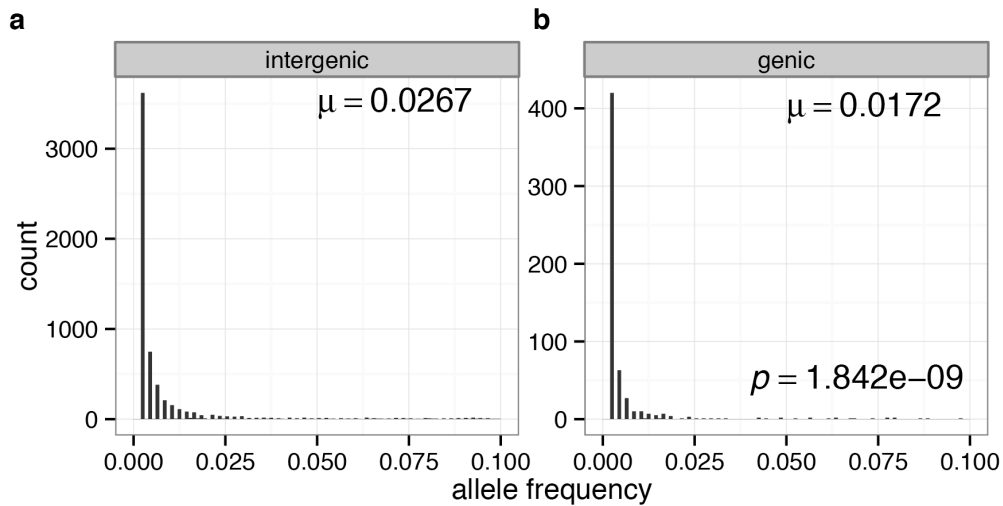 a
b
intergenic
genic
μ = 0.0267
μ = 0.0172
p = 1.842e−09
count
3000
2000
1000
0
400
300
200
100
0
0.000 0.025 0.050 0.075 0.100
0.000 0.025 0.050 0.075 0.100
allele frequency